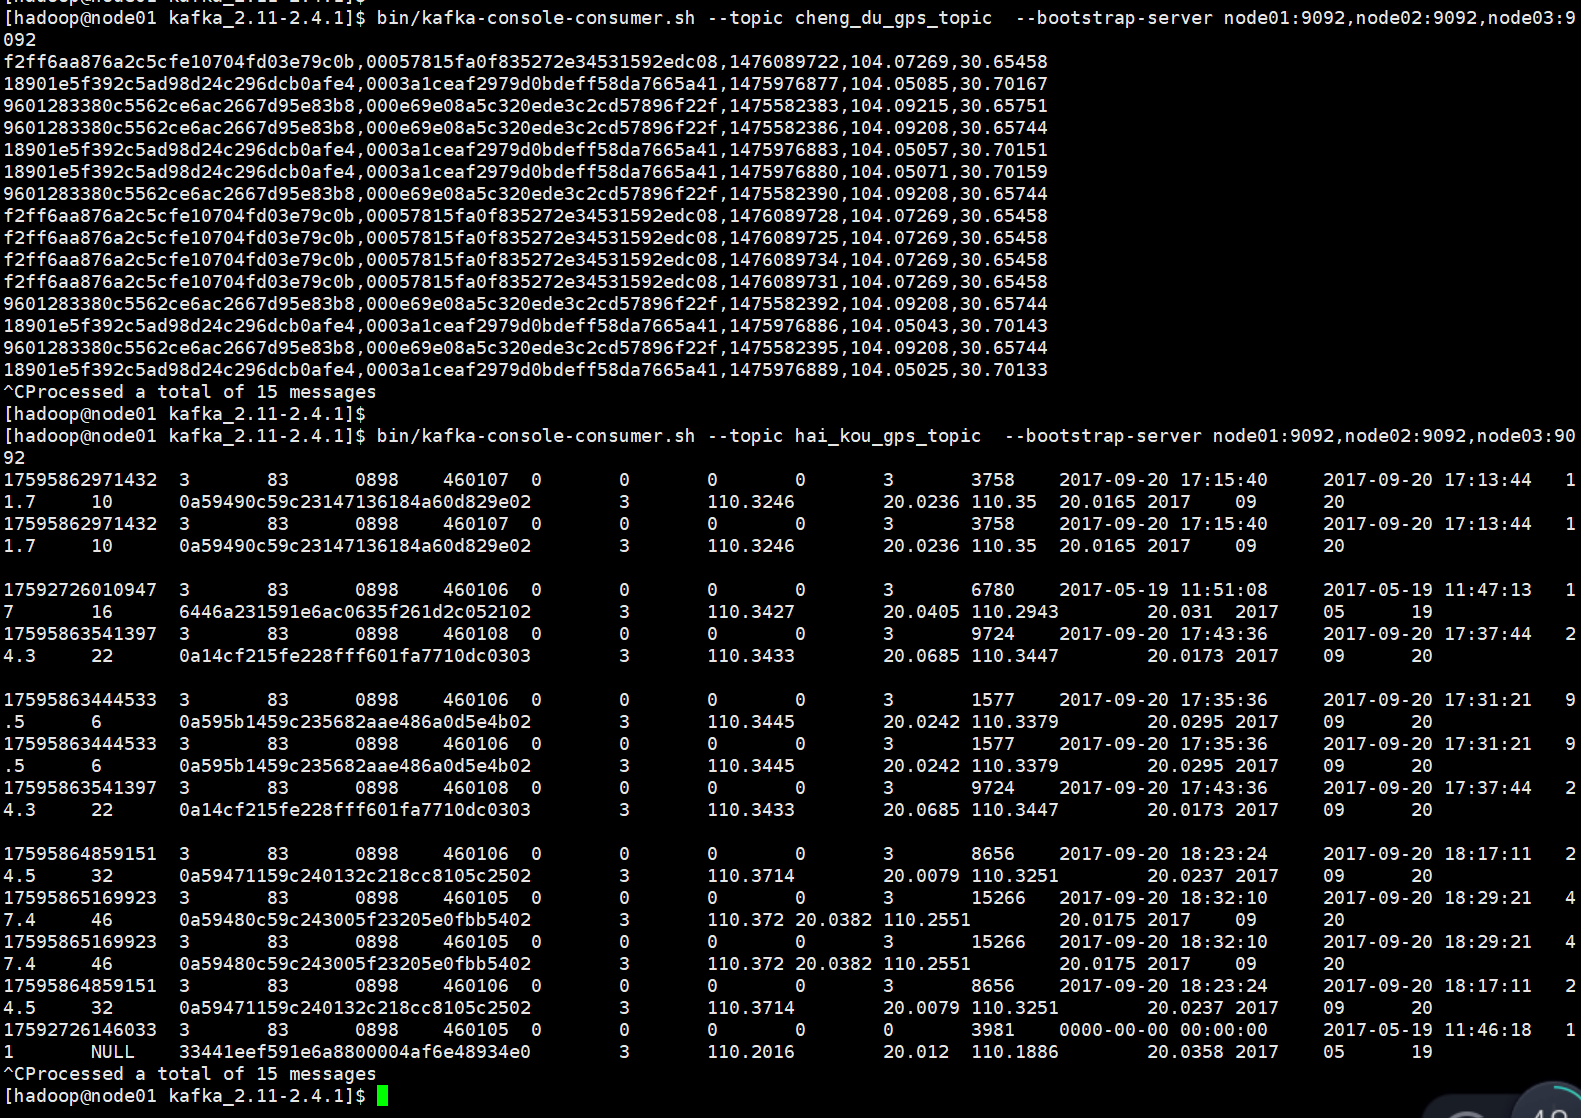 [hadoop@node01 kafka_2.11-2.4.1]$ bin/kafka-console-consumer.sh --topic cheng_du_gps_topic  --bootstrap-server node01:9092,node02:9092,node03:9
092
f2ff6aa876a2c5cfe10704fd03e79c0b,00057815fa0f835272e34531592edc08,1476089722,104.07269,30.65458
18901e5f392c5ad98d24c296dcb0afe4,0003a1ceaf2979d0bdeff58da7665a41,1475976877,104.05085,30.70167
9601283380c5562ce6ac2667d95e83b8,000e69e08a5c320ede3c2cd57896f22f,1475582383,104.09215,30.65751
9601283380c5562ce6ac2667d95e83b8,000e69e08a5c320ede3c2cd57896f22f,1475582386,104.09208,30.65744
18901e5f392c5ad98d24c296dcb0afe4,0003a1ceaf2979d0bdeff58da7665a41,1475976883,104.05057,30.70151
18901e5f392c5ad98d24c296dcb0afe4,0003a1ceaf2979d0bdeff58da7665a41,1475976880,104.05071,30.70159
9601283380c5562ce6ac2667d95e83b8,000e69e08a5c320ede3c2cd57896f22f,1475582390,104.09208,30.65744
f2ff6aa876a2c5cfe10704fd03e79c0b,00057815fa0f835272e34531592edc08,1476089728,104.07269,30.65458
f2ff6aa876a2c5cfe10704fd03e79c0b,00057815fa0f835272e34531592edc08,1476089725,104.07269,30.65458
f2ff6aa876a2c5cfe10704fd03e79c0b,00057815fa0f835272e34531592edc08,1476089734,104.07269,30.65458
f2ff6aa876a2c5cfe10704fd03e79c0b,00057815fa0f835272e34531592edc08,1476089731,104.07269,30.65458
9601283380c5562ce6ac2667d95e83b8,000e69e08a5c320ede3c2cd57896f22f,1475582392,104.09208,30.65744
18901e5f392c5ad98d24c296dcb0afe4,0003a1ceaf2979d0bdeff58da7665a41,1475976886,104.05043,30.70143
9601283380c5562ce6ac2667d95e83b8,000e69e08a5c320ede3c2cd57896f22f,1475582395,104.09208,30.65744
18901e5f392c5ad98d24c296dcb0afe4,0003a1ceaf2979d0bdeff58da7665a41,1475976889,104.05025,30.70133
^CProcessed a total of 15 messages
[hadoop@node01 kafka_2.11-2.4.1]$
[hadoop@node01 kafka_2.11-2.4.1]$ bin/kafka-console-consumer.sh --topic hai_kou_gps_topic  --bootstrap-server node01:9092,node02:9092,node03:90
92
17595862971432 3 83 0898 460107 0 0 0 0 3 3758 2017-09-20 17:15:40 2017-09-20 17:13:44 1
1.7 10 0a59490c59c23147136184a60d829e02 3 110.3246 20.0236 110.35 20.0165 2017 09 20
17595862971432 3 83 0898 460107 0 0 0 0 3 3758 2017-09-20 17:15:40 2017-09-20 17:13:44 1
1.7 10 0a59490c59c23147136184a60d829e02 3 110.3246 20.0236 110.35 20.0165 2017 09 20
17592726010947 3 83 0898 460106 0 0 0 0 3 6780 2017-05-19 11:51:08 2017-05-19 11:47:13 1
7 16 6446a231591e6ac0635f261d2c052102 3 110.3427 20.0405 110.2943 20.031 2017 05 19
17595863541397 3 83 0898 460108 0 0 0 0 3 9724 2017-09-20 17:43:36 2017-09-20 17:37:44 2
4.3 22 0a14cf215fe228fff601fa7710dc0303 3 110.3433 20.0685 110.3447 20.0173 2017 09 20
17595863444533 3 83 0898 460106 0 0 0 0 3 1577 2017-09-20 17:35:36 2017-09-20 17:31:21 9
.5 6 0a595b1459c235682aae486a0d5e4b02 3 110.3445 20.0242 110.3379 20.0295 2017 09 20
17595863444533 3 83 0898 460106 0 0 0 0 3 1577 2017-09-20 17:35:36 2017-09-20 17:31:21 9
.5 6 0a595b1459c235682aae486a0d5e4b02 3 110.3445 20.0242 110.3379 20.0295 2017 09 20
17595863541397 3 83 0898 460108 0 0 0 0 3 9724 2017-09-20 17:43:36 2017-09-20 17:37:44 2
4.3 22 0a14cf215fe228fff601fa7710dc0303 3 110.3433 20.0685 110.3447 20.0173 2017 09 20
17595864859151 3 83 0898 460106 0 0 0 0 3 8656 2017-09-20 18:23:24 2017-09-20 18:17:11 2
4.5 32 0a59471159c240132c218cc8105c2502 3 110.3714 20.0079 110.3251 20.0237 2017 09 20
17595865169923 3 83 0898 460105 0 0 0 0 3 15266 2017-09-20 18:32:10 2017-09-20 18:29:21 4
7.4 46 0a59480c59c243005f23205e0fbb5402 3 110.372 20.0382 110.2551 20.0175 2017 09 20
17595865169923 3 83 0898 460105 0 0 0 0 3 15266 2017-09-20 18:32:10 2017-09-20 18:29:21 4
7.4 46 0a59480c59c243005f23205e0fbb5402 3 110.372 20.0382 110.2551 20.0175 2017 09 20
17595864859151 3 83 0898 460106 0 0 0 0 3 8656 2017-09-20 18:23:24 2017-09-20 18:17:11 2
4.5 32 0a59471159c240132c218cc8105c2502 3 110.3714 20.0079 110.3251 20.0237 2017 09 20
17592726146033 3 83 0898 460105 0 0 0 0 0 3981 0000-00-00 00:00:00 2017-05-19 11:46:18 1
1 NULL 33441eef591e6a8800004af6e48934e0 3 110.2016 20.012 110.1886 20.0358 2017 05 19
^CProcessed a total of 15 messages
[hadoop@node01 kafka_2.11-2.4.1]$